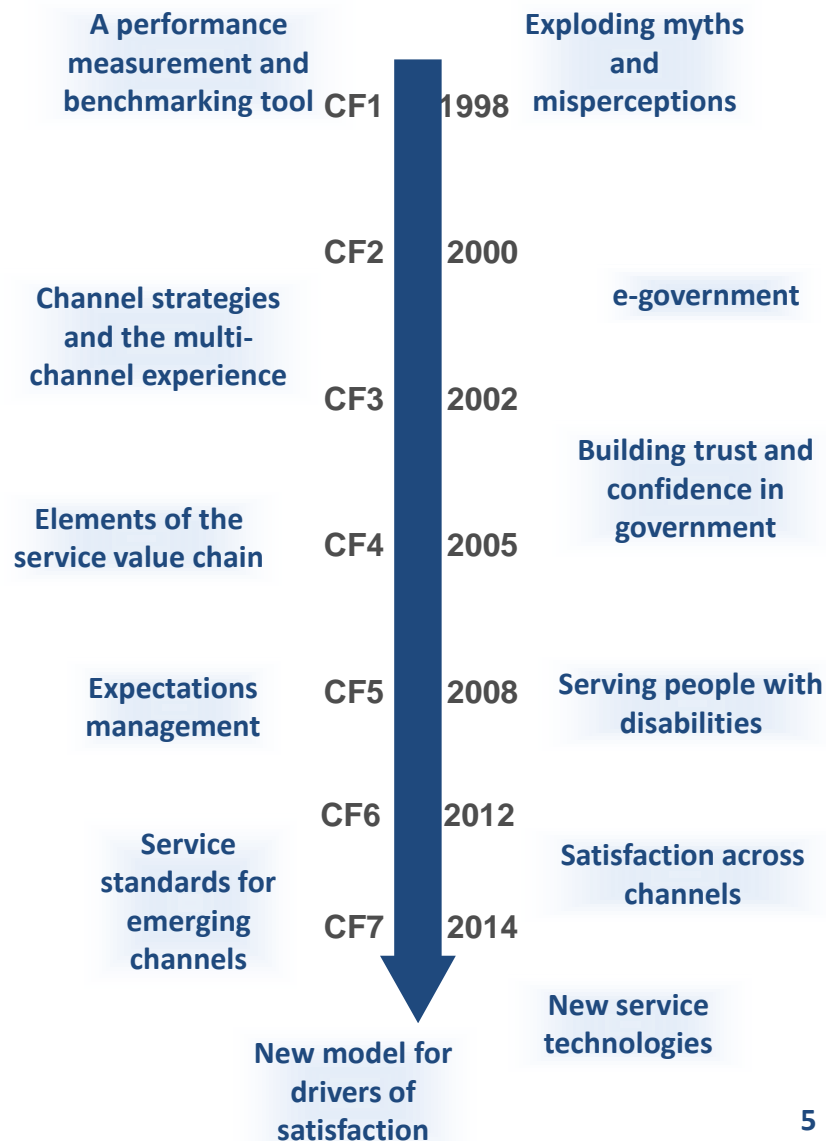 A performance
measurement and
benchmarking tool
Exploding myths
and
misperceptions
CF1 1998
CF2 2000
Channel strategies
and the multi-
channel experience
e-government
CF3 2002
Building trust and
confidence in
government
Elements of the
service value chain
CF4 2005
Expectations
management
CF5 2008
Serving people with
disabilities
CF6 2012
Service
standards for
emerging
channels
Satisfaction across
channels
CF7 2014
New service
technologies
New model for
drivers of
satisfaction
5